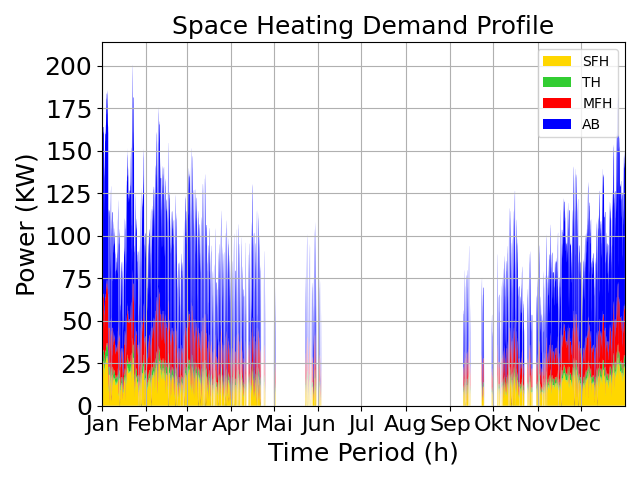 Space Heating Demand Profile
SFH
TH
MFH
AB
Power (KW)
200
175
150
125
100
75
50
25
0
Jan Feb Mar Apr Mai Jun Jul Aug Sep Okt Nov Dec
Time Period (h)